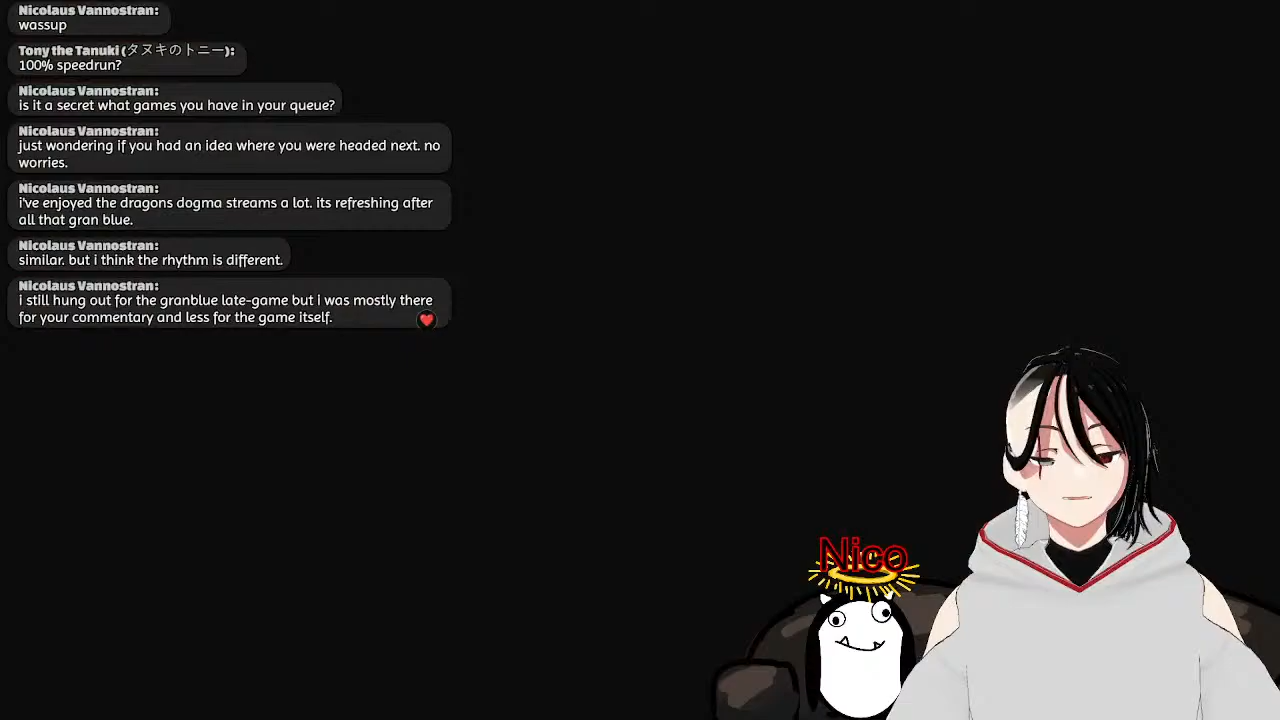 Nicolaus Vannostran:
wassup
Tony the Tanuki (タヌキのトニー):
100% speedrun?
Nicolaus Vannostran:
is it a secret what games you have in your queue?
Nicolaus Vannostran:
just wondering if you had an idea where you were headed next. no
worries.
Nicolaus Vannostran:
i've enjoyed the dragons dogma streams a lot. its refreshing after
all that gran blue.
Nicolaus Vannostran:
similar. but i think the rhythm is different.
Nicolaus Vannostran:
i still hung out for the granblue late-game but i was mostly there
for your commentary and less for the game itself.
Nico